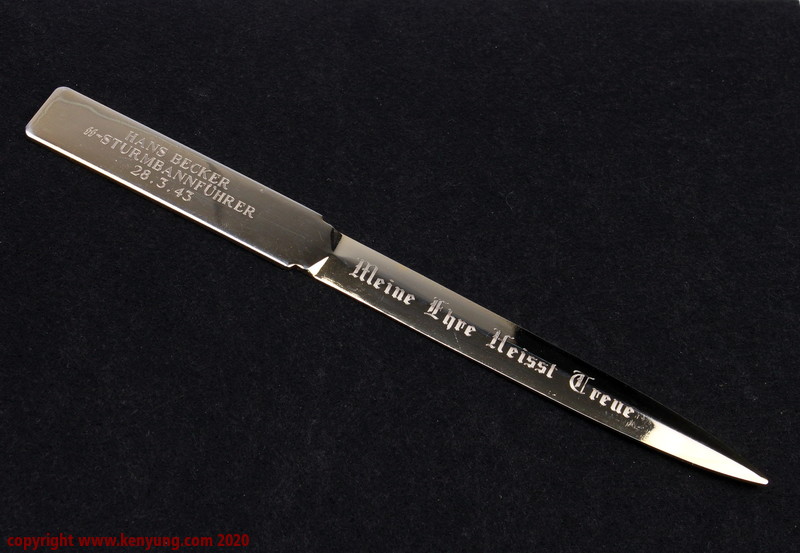 HANS BECKER
ᛋᛋ-STURMBANNFÜHRER
28.3.43
Meine Ehre Heisst Treue
copyright www.kenyung.com 2020